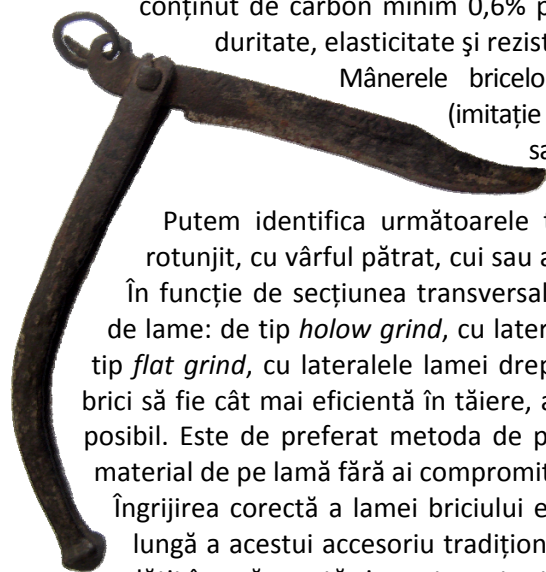 conținut de carbon minim 0,6% p
duritate, elasticitate şi rezist
Mânerele bricelo
(imitație
sa
Putem identifica următoarele t
rotunjit, cu vârful pătrat, cui sau a
În funcție de secțiunea transversal
de lame: de tip holow grind, cu later
tip flat grind, cu lateralele lamei drep
brici să fie cât mai eficientă în tăiere, a
posibil. Este de preferat metoda de p
material de pe lamă fără ai compromit
Îngrijirea corectă a lamei briciului e
lungă a acestui accesoriu tradițion